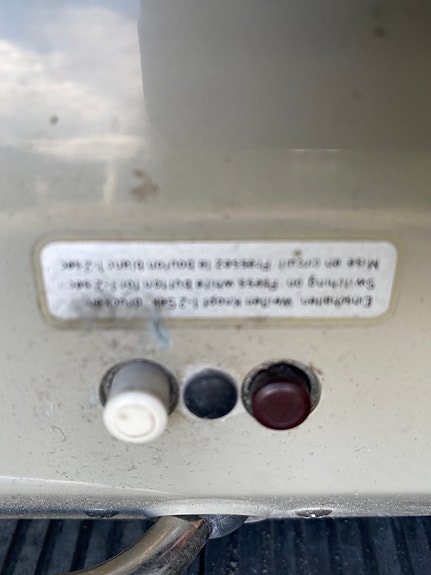 Einschalten. Weißen Knopf 1-2 Sek. drücken
Switching on. Press white button for 1-2 sec.
Mise en circuit. Pressez le bouton blanc 1-2 sec.